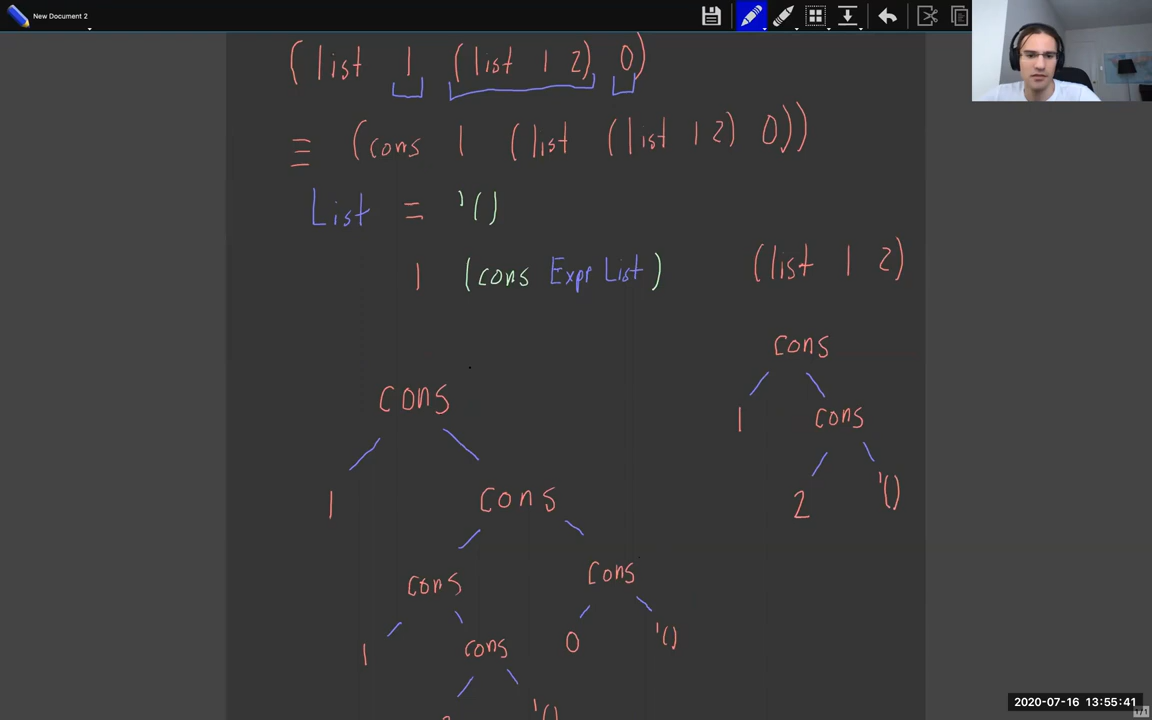 New Document 2
(list 1 (list 1 2) 0)
≡ (cons 1 (list (list 1 2) 0))
List = '()
| (cons Expr List)
(list 1 2)
cons
1 cons
2 '()
cons
1 cons
cons cons
1 cons 0 '()
'()
2020-07-16 13:55:41